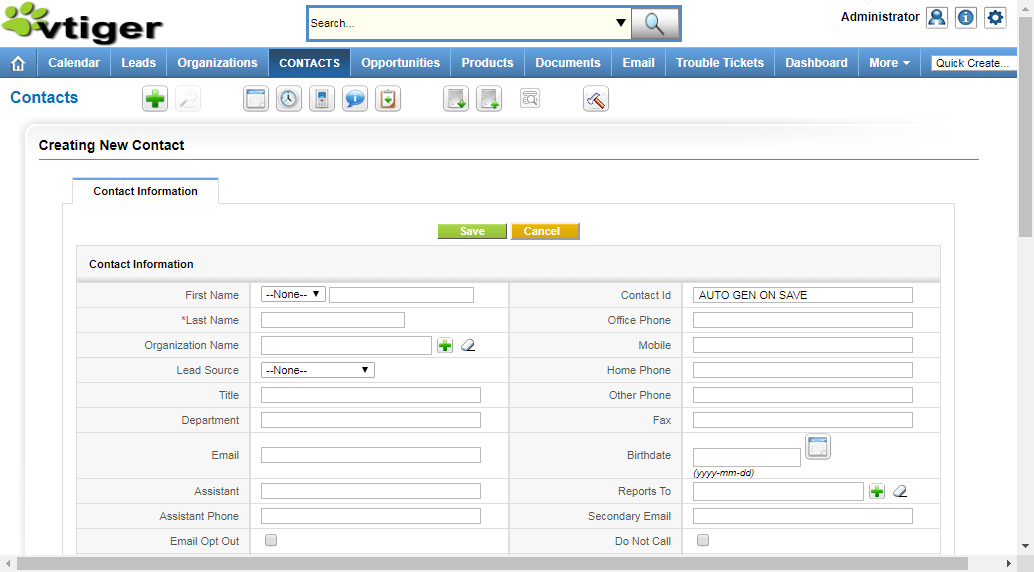 vtiger
Search...
Administrator
Calendar Leads Organizations CONTACTS Opportunities Products Documents Email Trouble Tickets Dashboard More Quick Create...
Contacts
Creating New Contact
Contact Information
Save Cancel
Contact Information
First Name --None-- Contact Id AUTO GEN ON SAVE
*Last Name Office Phone
Organization Name Mobile
Lead Source --None-- Home Phone
Title Other Phone
Department Fax
Email Birthdate
(yyyy-mm-dd)
Assistant Reports To
Assistant Phone Secondary Email
Email Opt Out Do Not Call